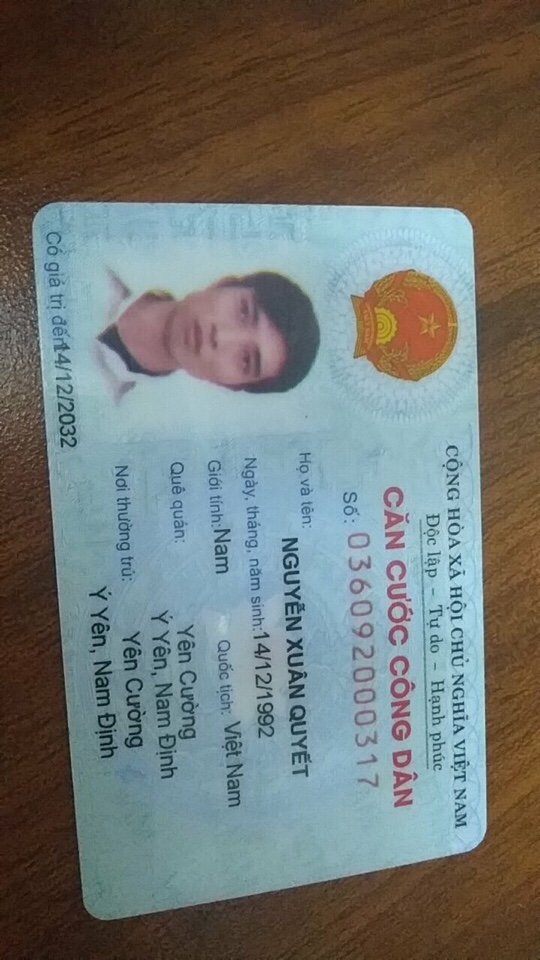 CỘNG HÒA XÃ HỘI CHỦ NGHĨA VIỆT NAM
Độc lập - Tự do - Hạnh phúc
CĂN CƯỚC CÔNG DÂN
Số: 036092000317
Họ và tên: NGUYỄN XUÂN QUYẾT
Ngày, tháng, năm sinh: 14/12/1992
Giới tính: Nam Quốc tịch: Việt Nam
Quê quán: Yên Cường
Ý Yên, Nam Định
Nơi thường trú: Yên Cường
Ý Yên, Nam Định
Có giá trị đến 14/12/2032
VIỆT NAM